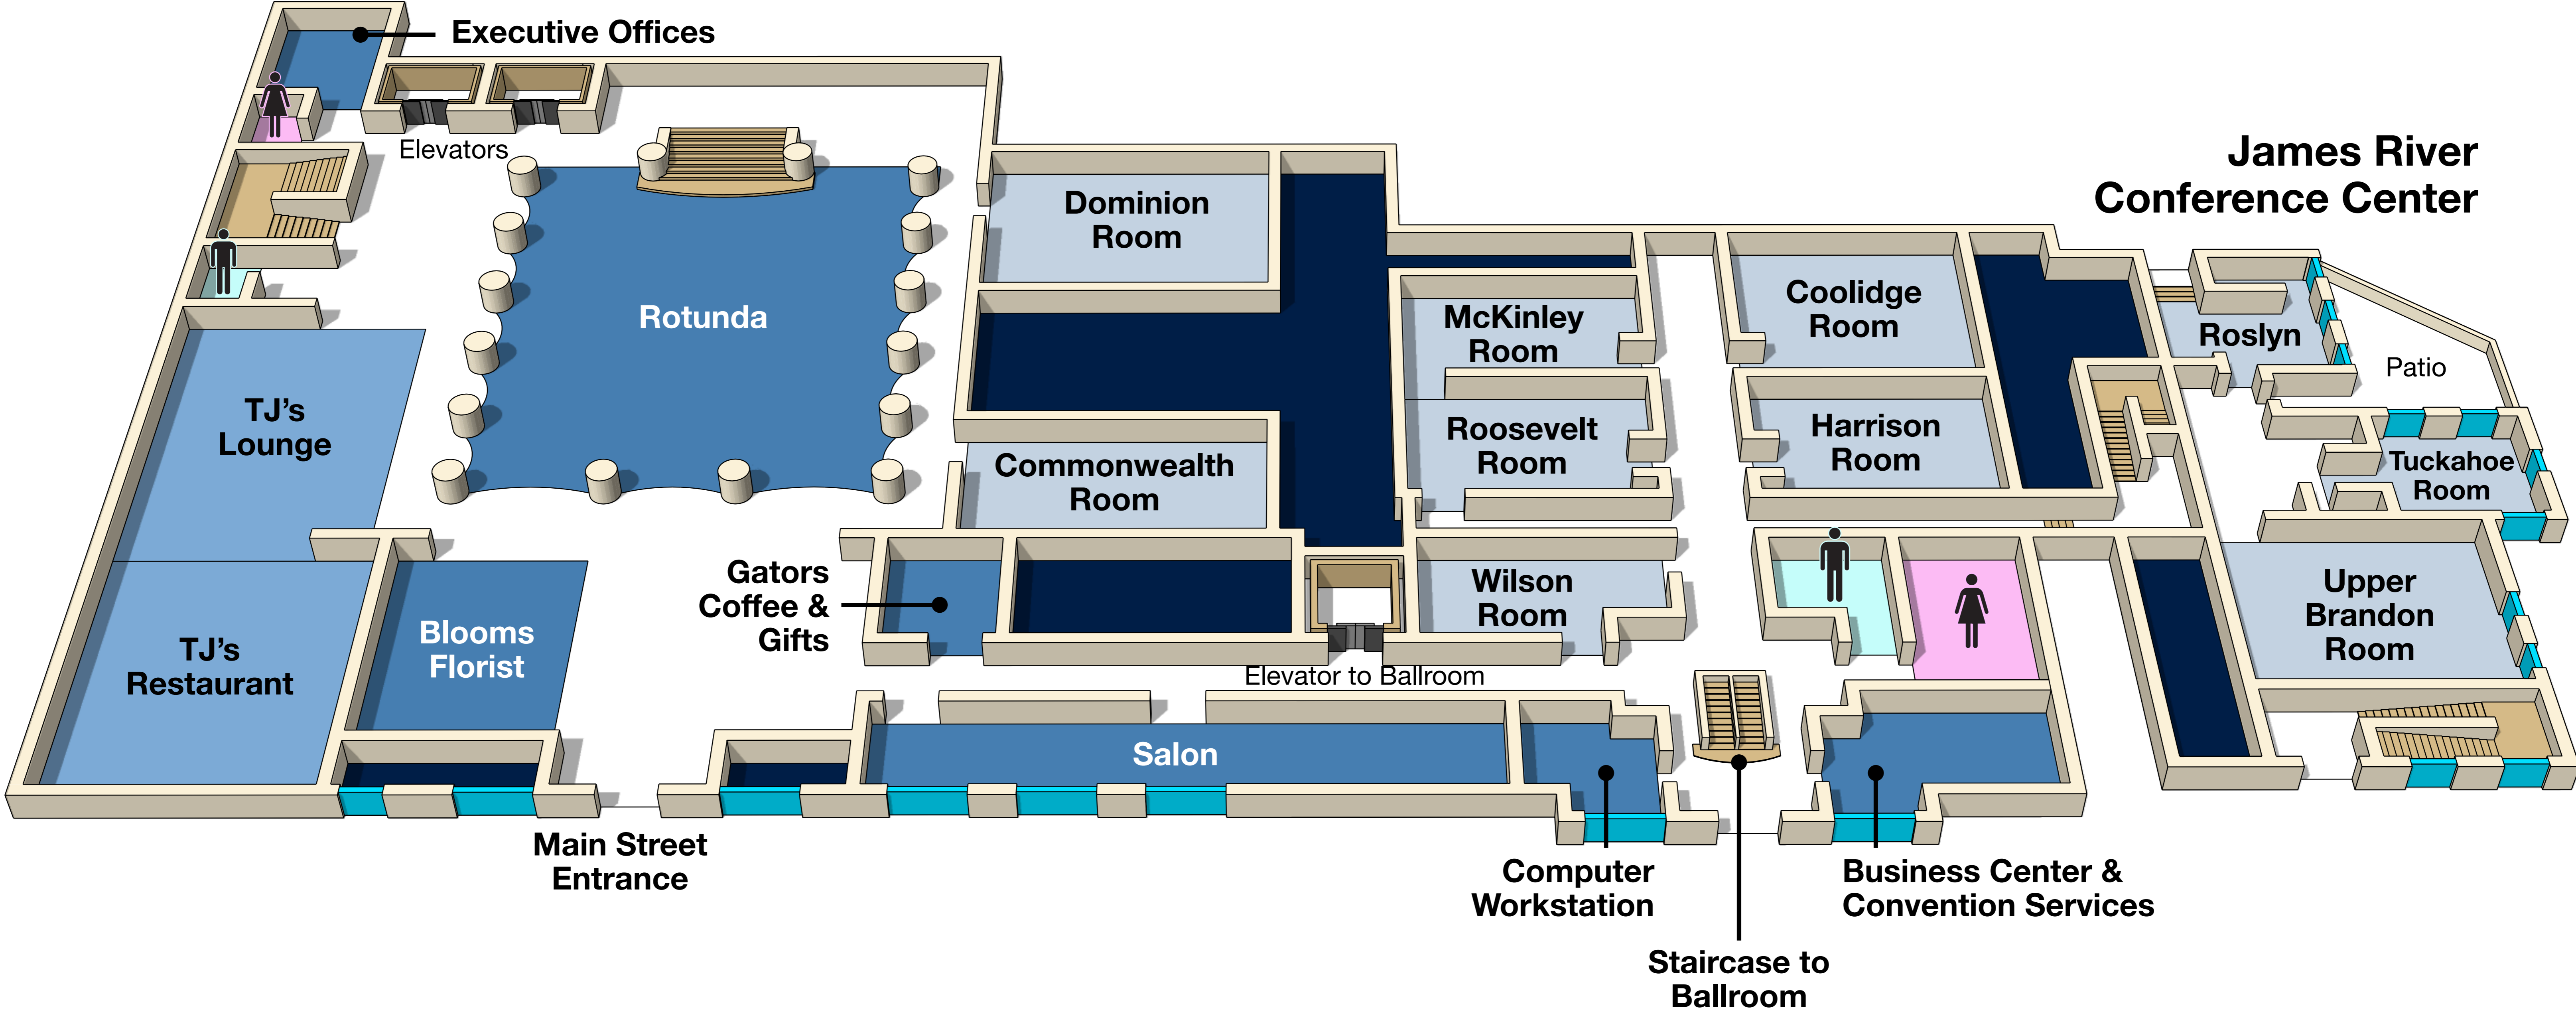 Executive Offices
Elevators
James River
Conference Center
Dominion
Room
Rotunda
McKinley
Room
Coolidge
Room
Roslyn
Patio
TJ's
Lounge
Commonwealth
Room
Roosevelt
Room
Harrison
Room
Tuckahoe
Room
Gators
Coffee &
Gifts
Wilson
Room
Upper
Brandon
Room
TJ's
Restaurant
Blooms
Florist
Elevator to Ballroom
Salon
Main Street
Entrance
Computer
Workstation
Business Center &
Convention Services
Staircase to
Ballroom